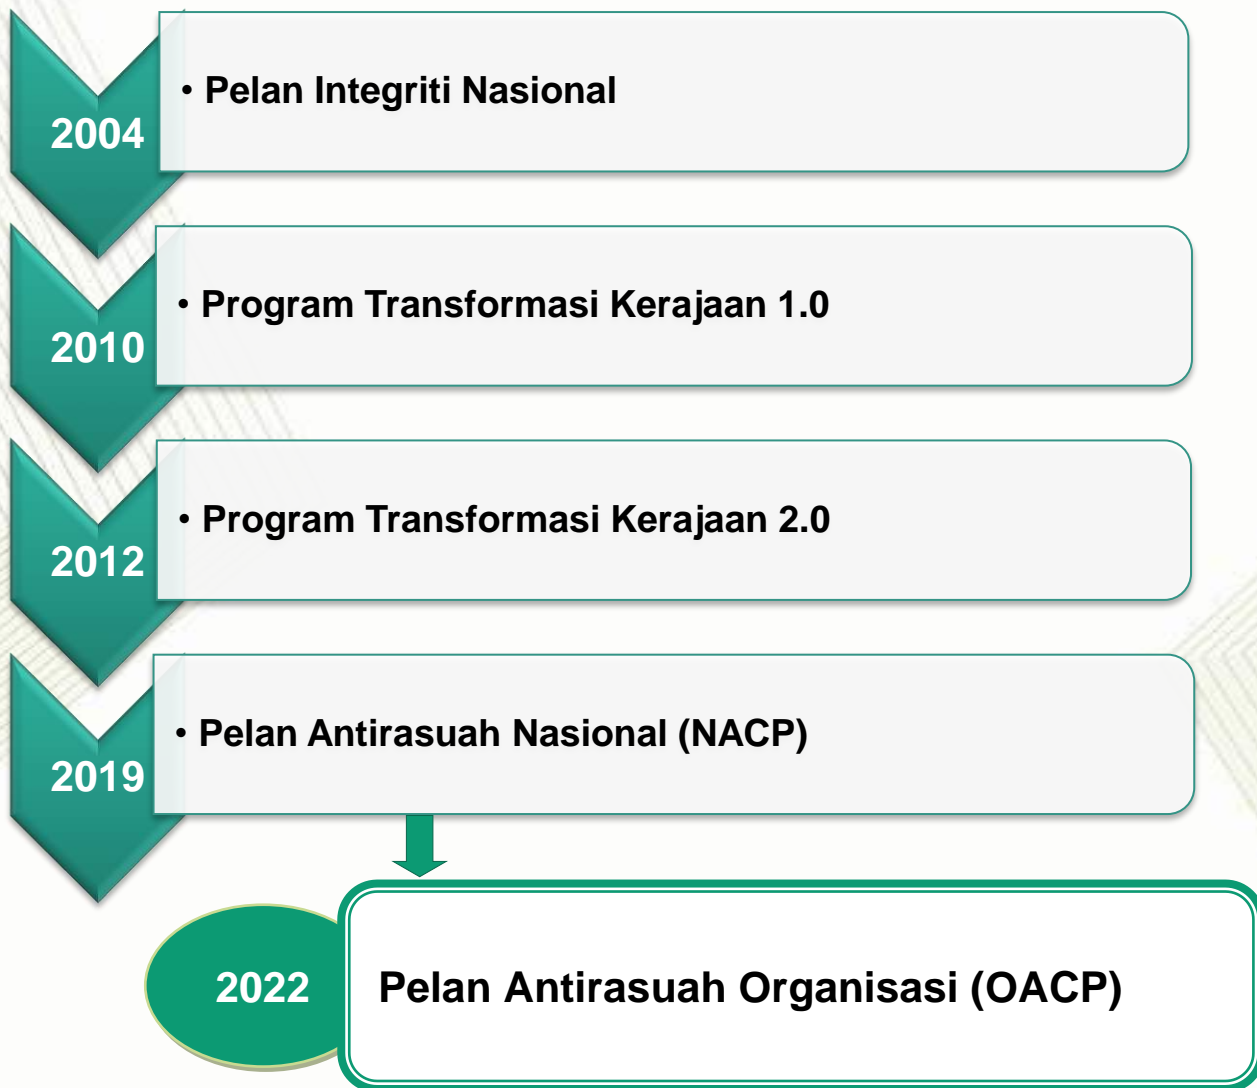 2004
• Pelan Integriti Nasional
2010
• Program Transformasi Kerajaan 1.0
2012
• Program Transformasi Kerajaan 2.0
2019
• Pelan Antirasuah Nasional (NACP)
2022
Pelan Antirasuah Organisasi (OACP)